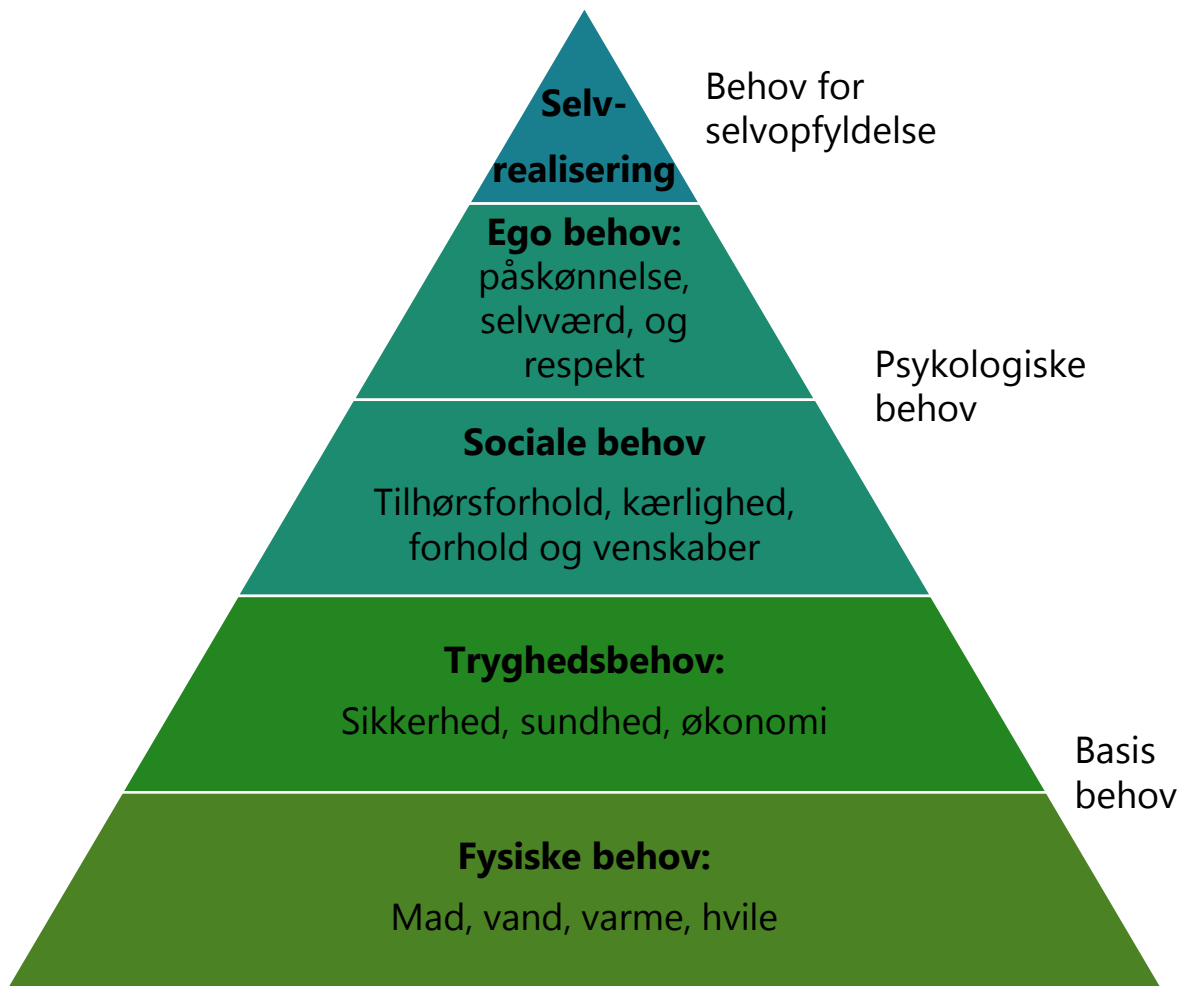 Selv-
realisering
Behov for
selvopfyldelse
Ego behov:
påskønnelse,
selvværd, og
respekt
Psykologiske
behov
Sociale behov
Tilhørsforhold, kærlighed,
forhold og venskaber
Tryghedsbehov:
Sikkerhed, sundhed, økonomi
Basis
behov
Fysiske behov:
Mad, vand, varme, hvile